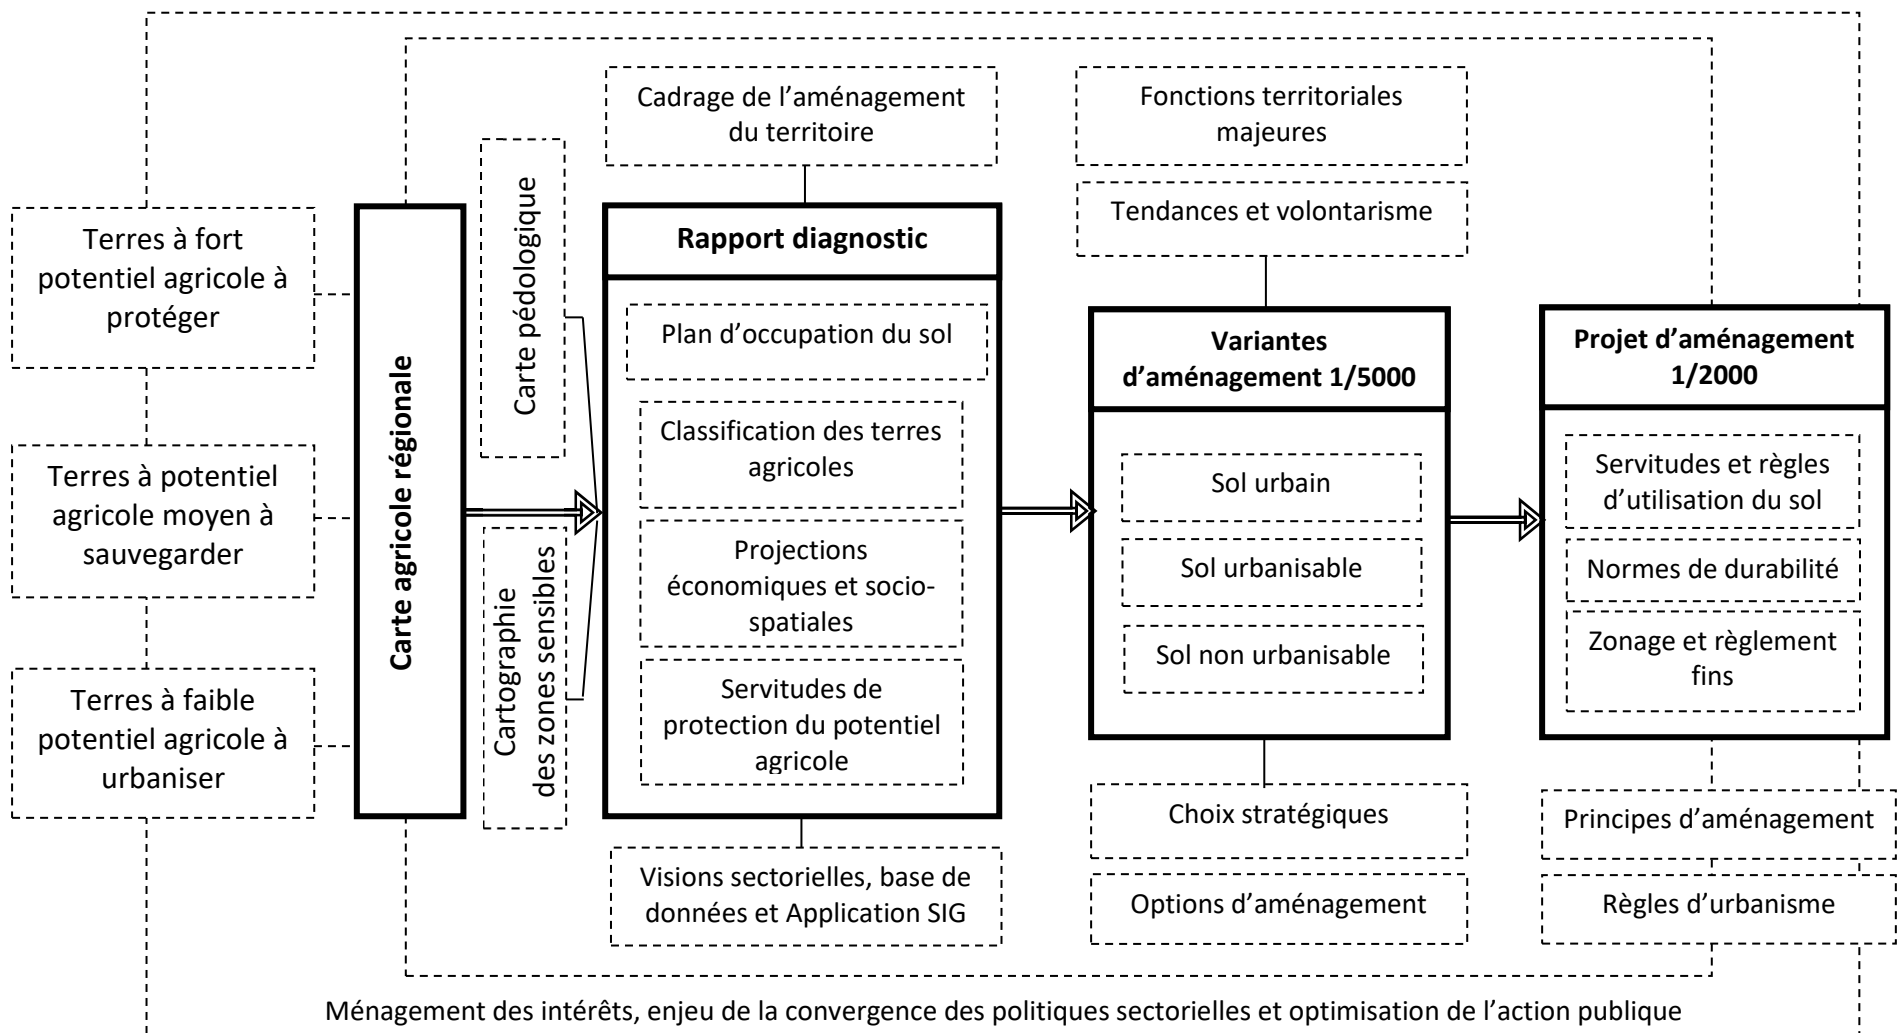 Terres à fort
potentiel agricole à
protéger
Terres à potentiel
agricole moyen à
sauvegarder
Terres à faible
potentiel agricole à
urbaniser
Carte agricole régionale
Carte pédologique
Cartographie
des zones sensibles
Cadrage de l’aménagement
du territoire
Rapport diagnostic
Plan d’occupation du sol
Classification des terres
agricoles
Projections
économiques et socio-
spatiales
Servitudes de
protection du potentiel
agricole
Visions sectorielles, base de
données et Application SIG
Fonctions territoriales
majeures
Tendances et volontarisme
Variantes
d’aménagement 1/5000
Sol urbain
Sol urbanisable
Sol non urbanisable
Choix stratégiques
Options d’aménagement
Projet d’aménagement
1/2000
Servitudes et règles
d’utilisation du sol
Normes de durabilité
Zonage et règlement
fins
Principes d’aménagement
Règles d’urbanisme
Ménagement des intérêts, enjeu de la convergence des politiques sectorielles et optimisation de l’action publique